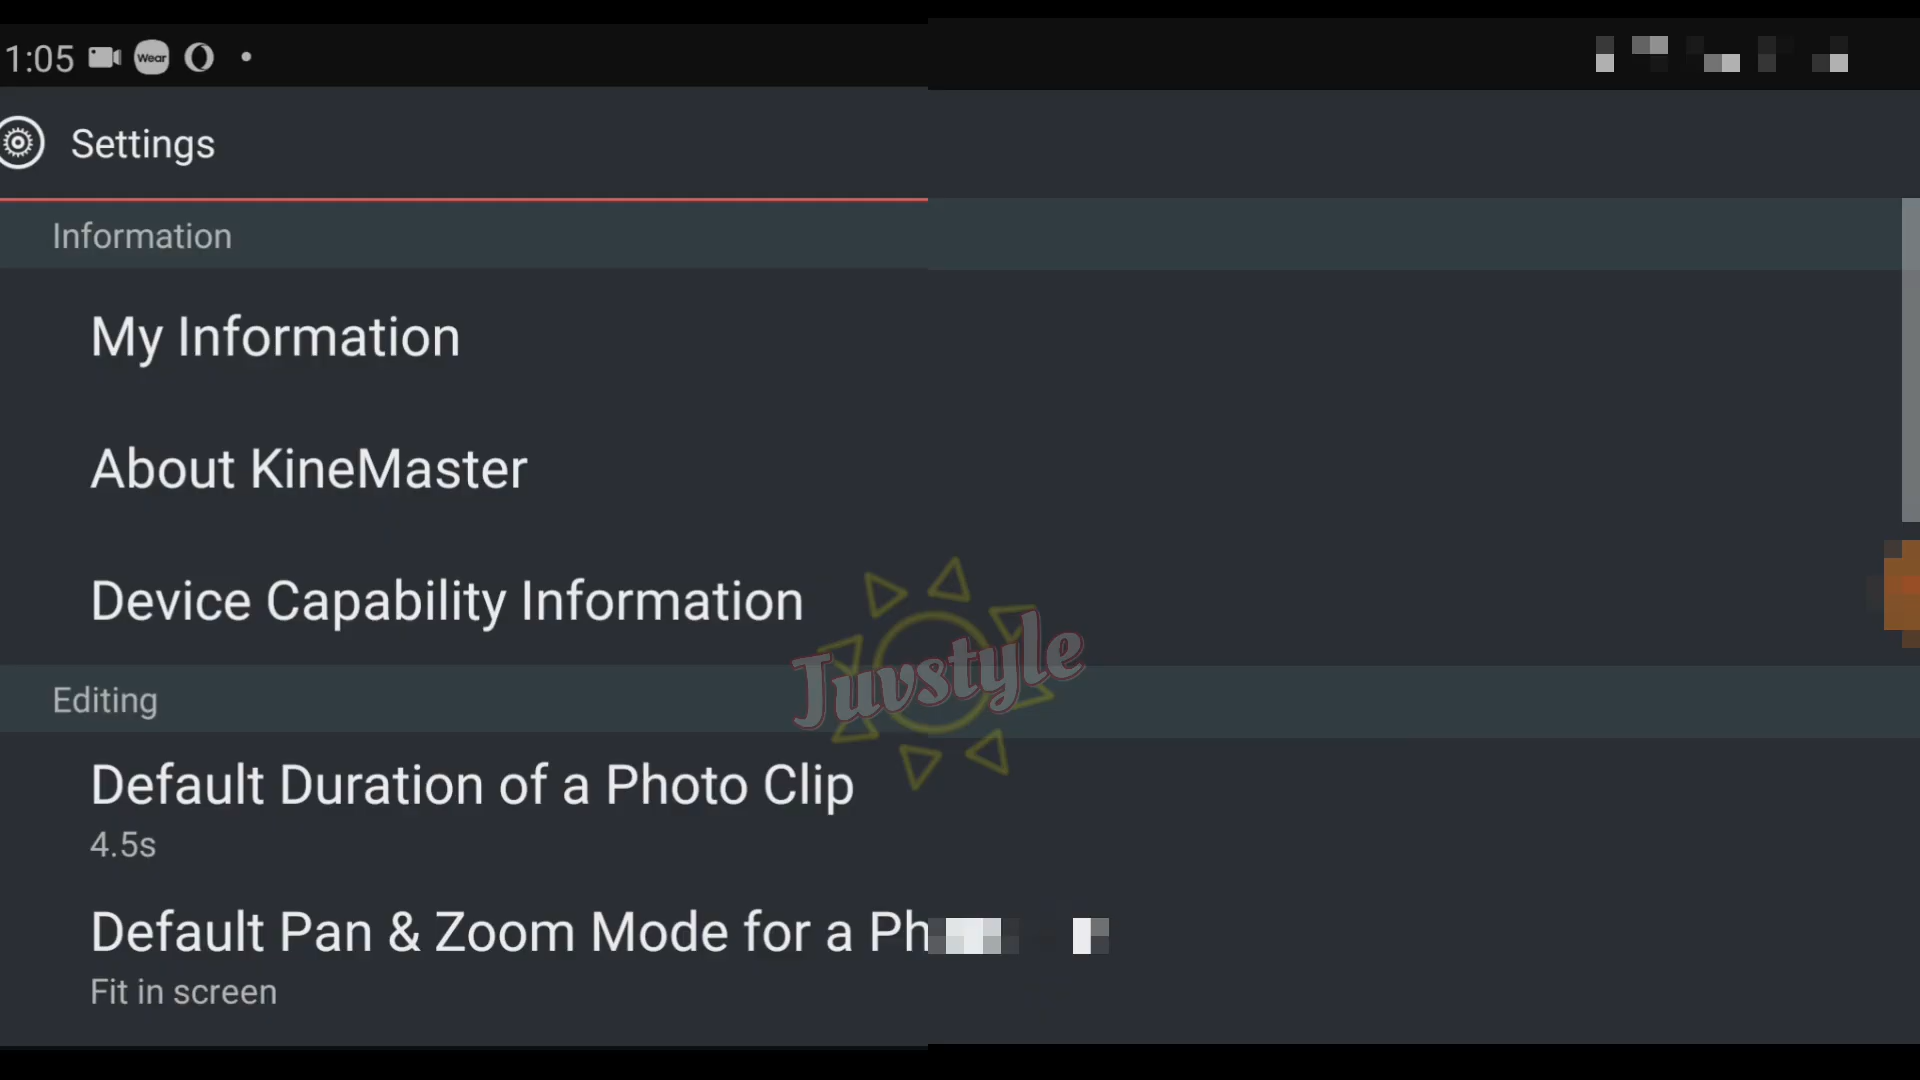 1:05 Wear
Settings
Information
My Information
About KineMaster
Device Capability Information
Juvstyle
Editing
Default Duration of a Photo Clip
4.5s
Default Pan & Zoom Mode for a
Fit in screen